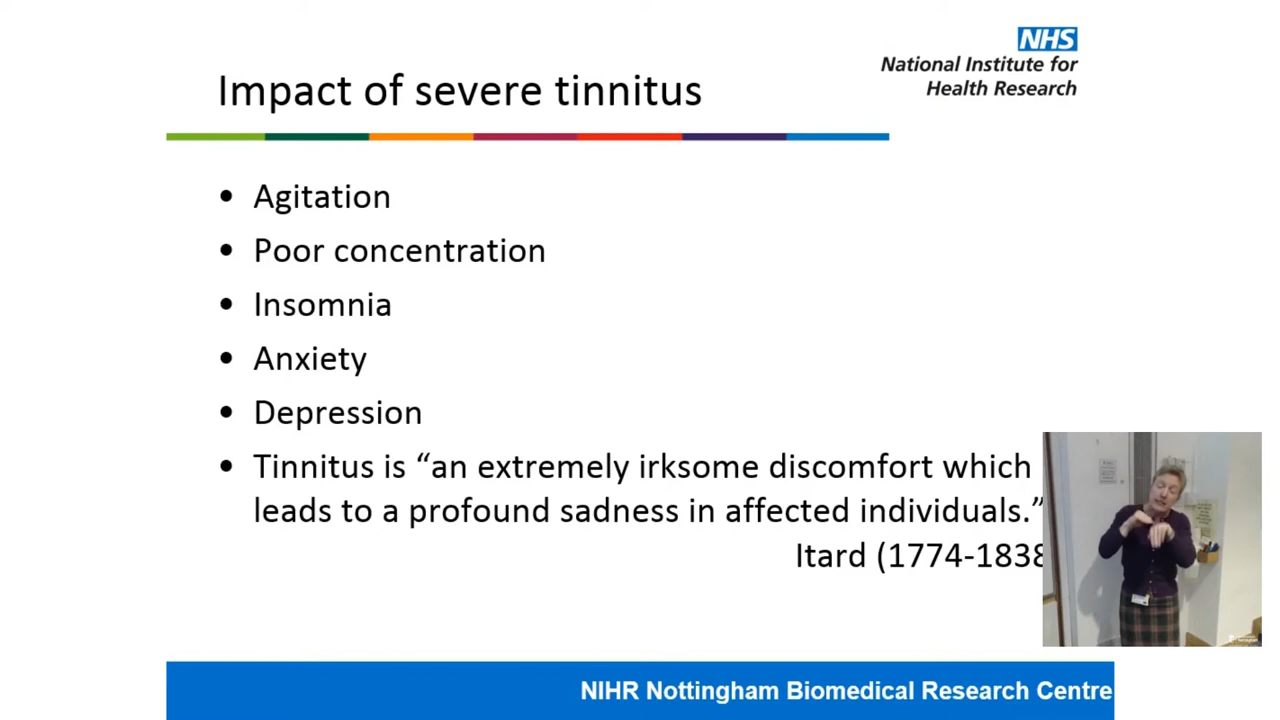 Impact of severe tinnitus
NHS
National Institute for
Health Research
• Agitation
• Poor concentration
• Insomnia
• Anxiety
• Depression
• Tinnitus is “an extremely irksome discomfort which
leads to a profound sadness in affected individuals.”
Itard (1774-1838
NIHR Nottingham Biomedical Research Centre